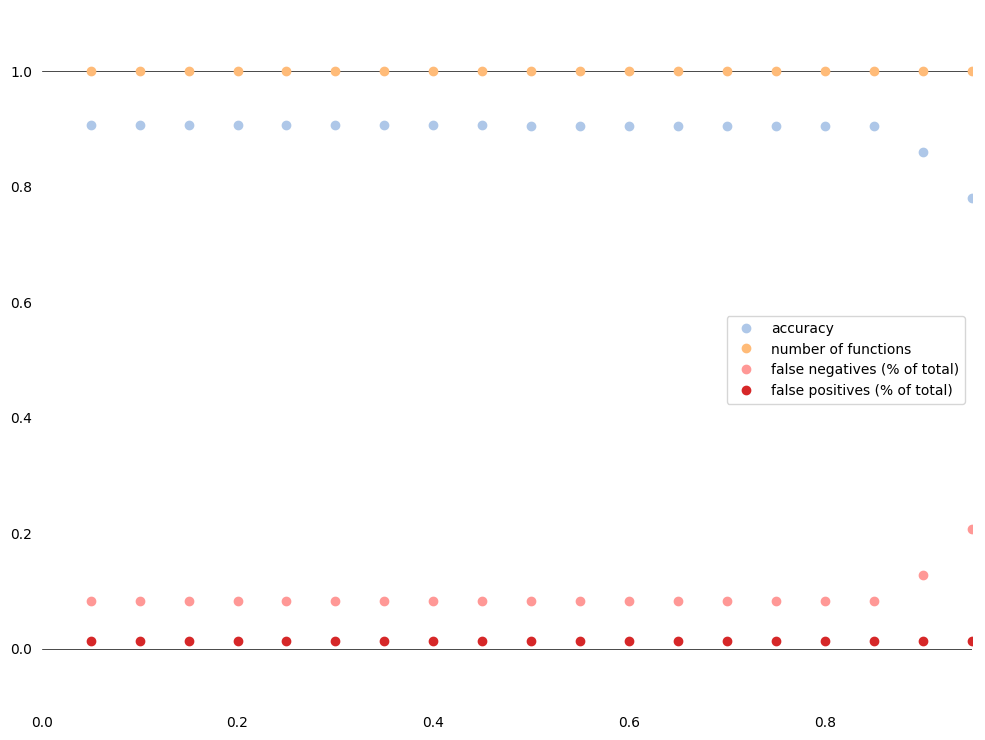 1.0
0.8
0.6
0.4
0.2
0.0
accuracy
number of functions
false negatives (% of total)
false positives (% of total)
0.0 0.2 0.4 0.6 0.8